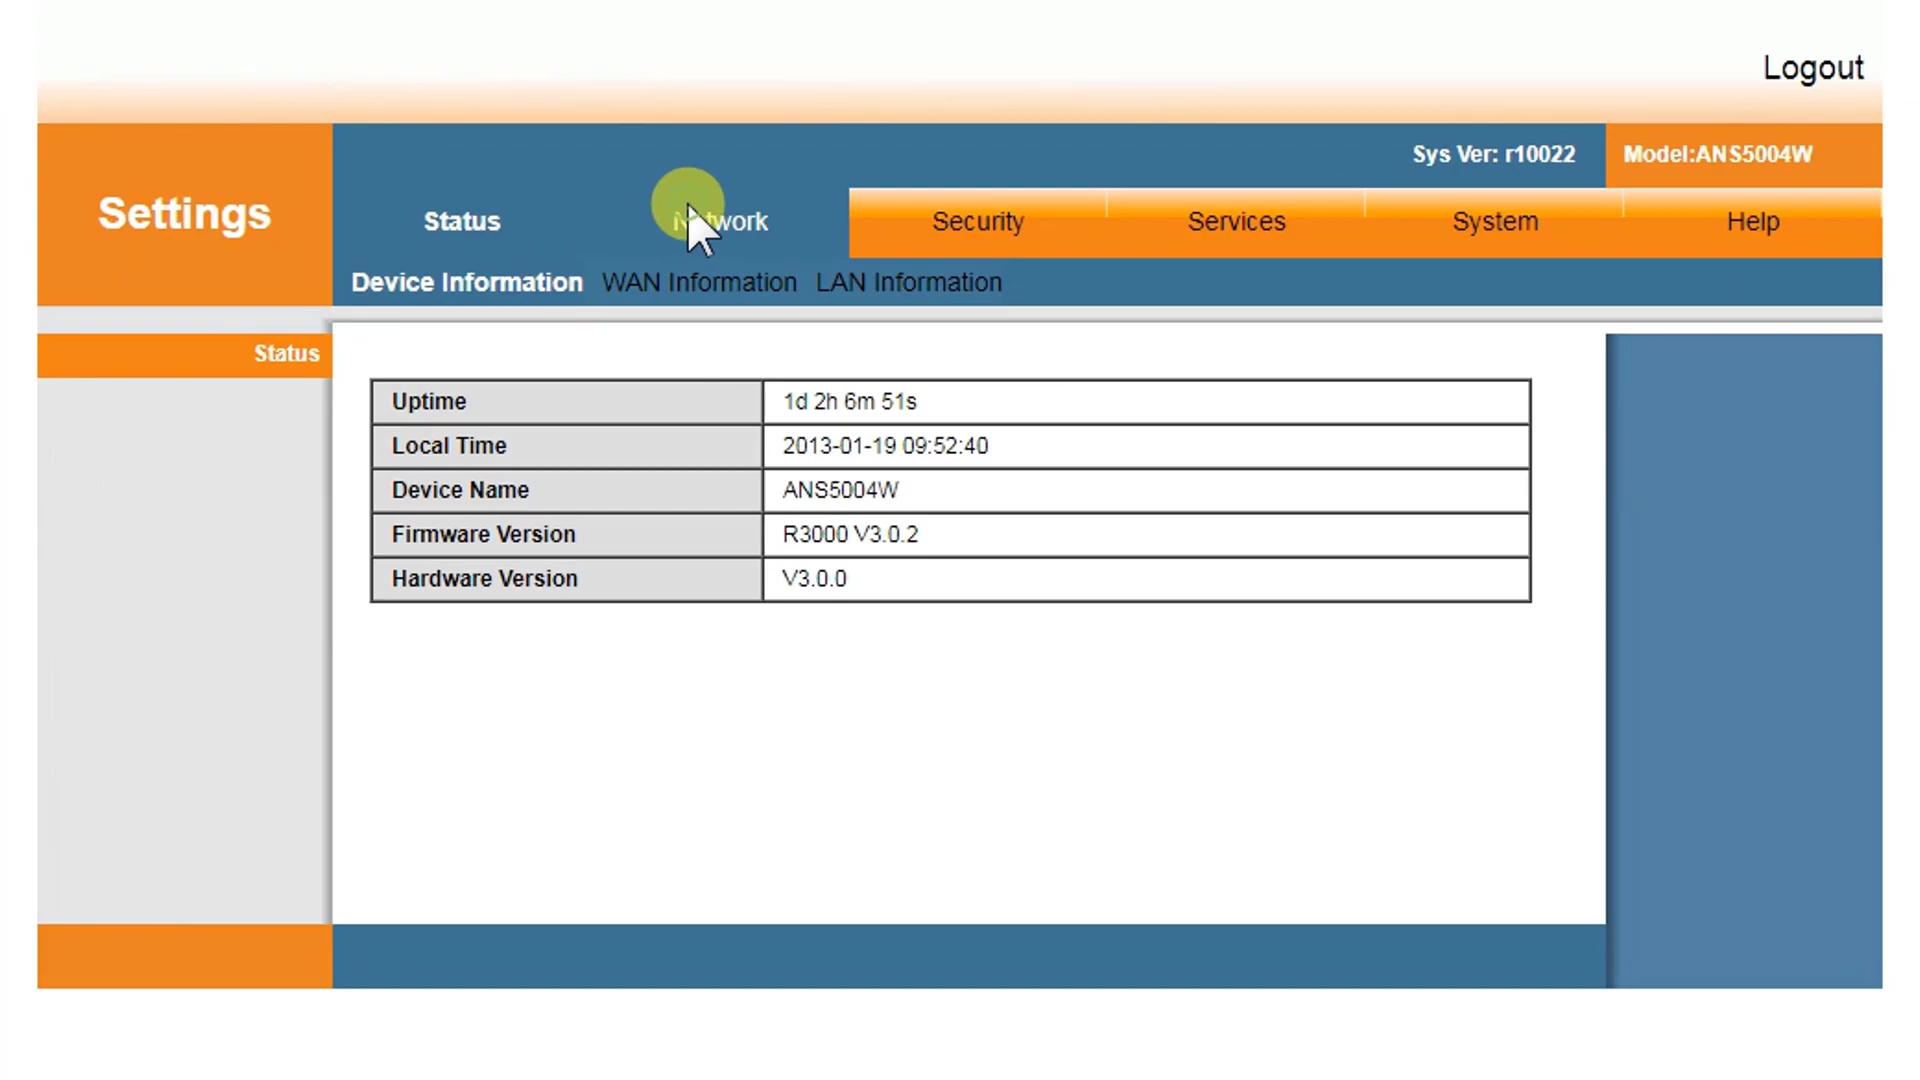 Logout
Sys Ver: r10022 Model:ANS5004W
Settings
Status Network Security Services System Help
Device Information WAN Information LAN Information
Status
Uptime 1d 2h 6m 51s
Local Time 2013-01-19 09:52:40
Device Name ANS5004W
Firmware Version R3000 V3.0.2
Hardware Version V3.0.0